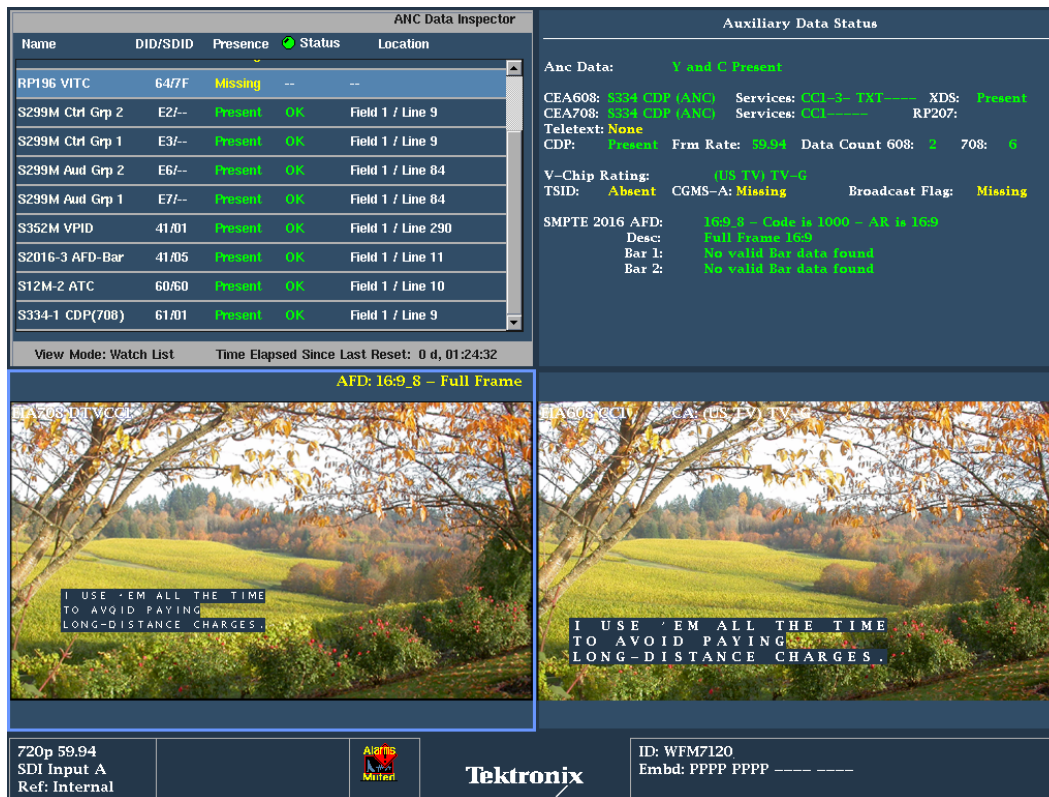 ANC Data Inspector
Name DID/SDID Presence Status Location
RP196 VITC 64/7F Missing -- --
S299M Ctrl Grp 2 E2/-- Present OK Field 1 / Line 9
S299M Ctrl Grp 1 E3/-- Present OK Field 1 / Line 9
S299M Aud Grp 2 E6/-- Present OK Field 1 / Line 84
S299M Aud Grp 1 E7/-- Present OK Field 1 / Line 84
S352M VPID 41/01 Present OK Field 1 / Line 290
S2016-3 AFD-Bar 41/05 Present OK Field 1 / Line 11
S12M-2 ATC 60/60 Present OK Field 1 / Line 10
S334-1 CDP(708) 61/01 Present OK Field 1 / Line 9
View Mode: Watch List Time Elapsed Since Last Reset: 0 d, 01:24:32
Auxiliary Data Status
Anc Data: Y and C Present
CEA608: S334 CDP (ANC) Services: CC1-3- TXT---- XDS: Present
CEA708: S334 CDP (ANC) Services: CC1----- RP207:
Teletext: None
CDP: Present Frm Rate: 59.94 Data Count 608: 2 708: 6
V-Chip Rating: (US TV) TV-G
TSID: Absent CGMS-A: Missing Broadcast Flag: Missing
SMPTE 2016 AFD: 16:9_8 - Code is 1000 - AR is 16:9
Desc: Full Frame 16:9
Bar 1: No valid Bar data found
Bar 2: No valid Bar data found
AFD: 16:9_8 - Full Frame
EIA708:DTVCC1
I USE 'EM ALL THE TIME
TO AVOID PAYING
LONG-DISTANCE CHARGES.
EIA608:CC1 CA: (US TV) TV-G
I USE 'EM ALL THE TIME
TO AVOID PAYING
LONG-DISTANCE CHARGES.
720p 59.94
SDI Input A
Ref: Internal
Alarms
Muted
Tektronix
ID: WFM7120
Embd: PPPP PPPP ---- ----